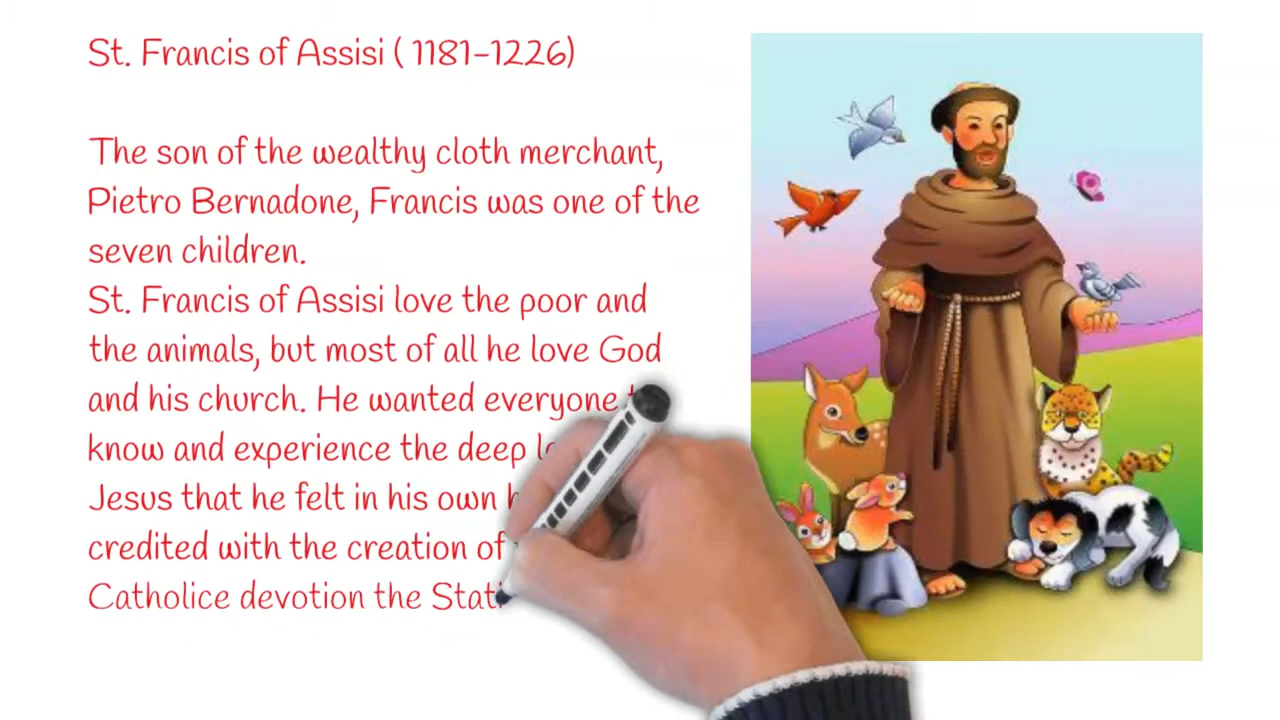 St. Francis of Assisi ( 1181-1226)
The son of the wealthy cloth merchant,
Pietro Bernadone, Francis was one of the
seven children.
St. Francis of Assisi love the poor and
the animals, but most of all he love God
and his church. He wanted everyone
know and experience the deep
Jesus that he felt in his own
credited with the creation of
Catholice devotion the Stati